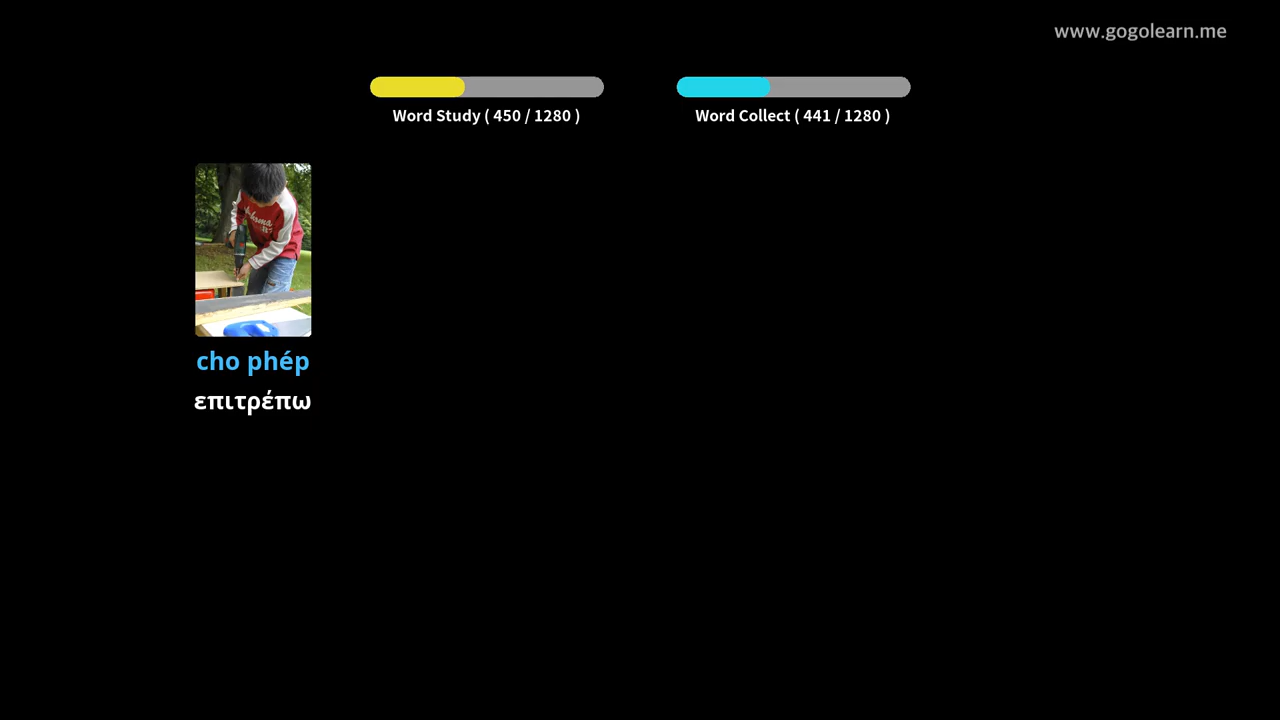 www.gogolearn.me
Word Study ( 450 / 1280 )
Word Collect ( 441 / 1280 )
cho phép
επιτρέπω